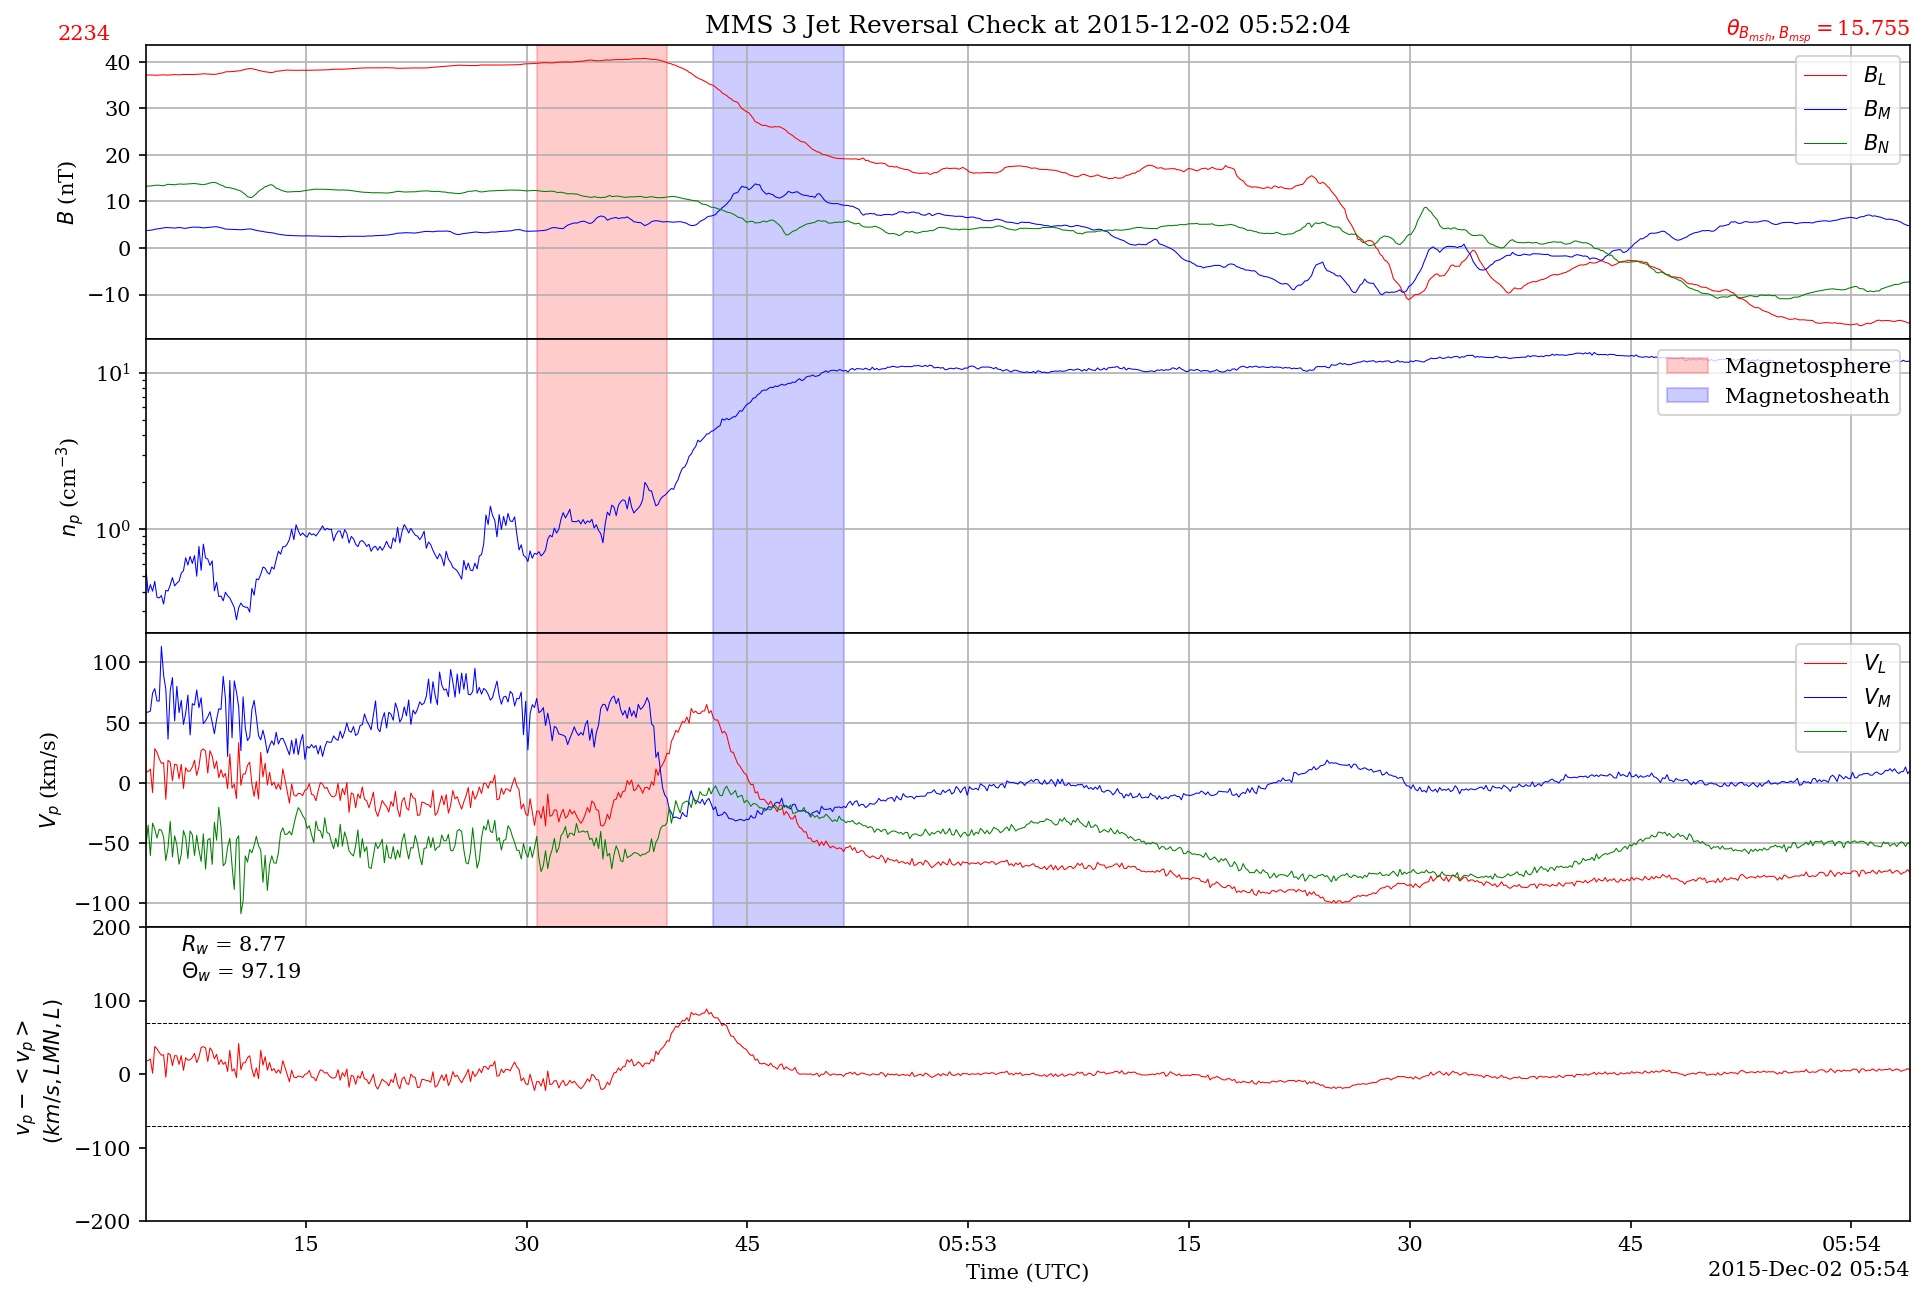 2234
MMS 3 Jet Reversal Check at 2015-12-02 05:52:04
θ_{B_{msh}, B_{msp}} = 15.755
B (nT)
40
30
20
10
0
−10
B_L
B_M
B_N
n_p (cm^{−3})
10^1
10^0
Magnetosphere
Magnetosheath
V_p (km/s)
100
50
0
−50
−100
V_L
V_M
V_N
v_p − < v_p >
(km/s, LMN, L)
200
100
0
−100
−200
R_w = 8.77
Θ_w = 97.19
15
30
45
05:53
15
30
45
05:54
Time (UTC)
2015-Dec-02 05:54